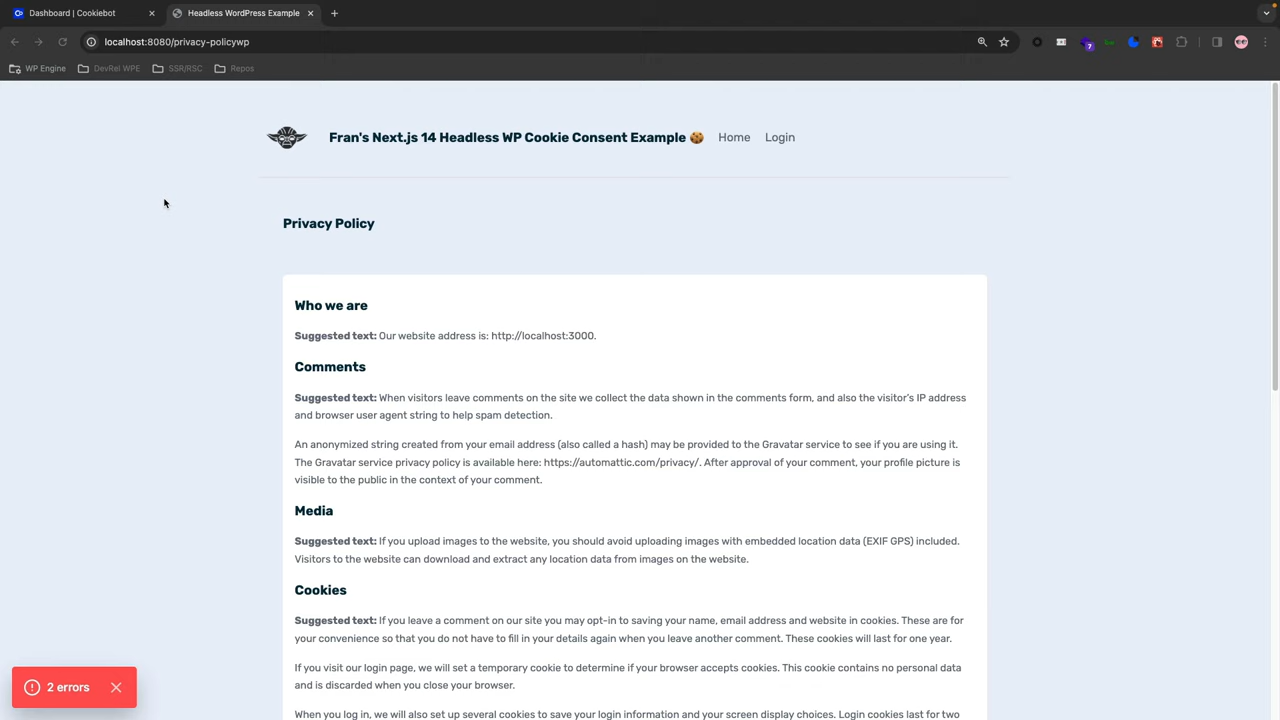 Dashboard | Cookiebot
Headless WordPress Example
localhost:8080/privacy-policywp
7
WP Engine
DevRel WPE
SSR/RSC
Repos
Fran's Next.js 14 Headless WP Cookie Consent Example 🍪
Home
Login
Privacy Policy
Who we are
Suggested text: Our website address is: http://localhost:3000.
Comments
Suggested text: When visitors leave comments on the site we collect the data shown in the comments form, and also the visitor's IP address
and browser user agent string to help spam detection.
An anonymized string created from your email address (also called a hash) may be provided to the Gravatar service to see if you are using it.
The Gravatar service privacy policy is available here: https://automattic.com/privacy/. After approval of your comment, your profile picture is
visible to the public in the context of your comment.
Media
Suggested text: If you upload images to the website, you should avoid uploading images with embedded location data (EXIF GPS) included.
Visitors to the website can download and extract any location data from images on the website.
Cookies
Suggested text: If you leave a comment on our site you may opt-in to saving your name, email address and website in cookies. These are for
your convenience so that you do not have to fill in your details again when you leave another comment. These cookies will last for one year.
If you visit our login page, we will set a temporary cookie to determine if your browser accepts cookies. This cookie contains no personal data
and is discarded when you close your browser.
When you log in, we will also set up several cookies to save your login information and your screen display choices. Login cookies last for two
2 errors